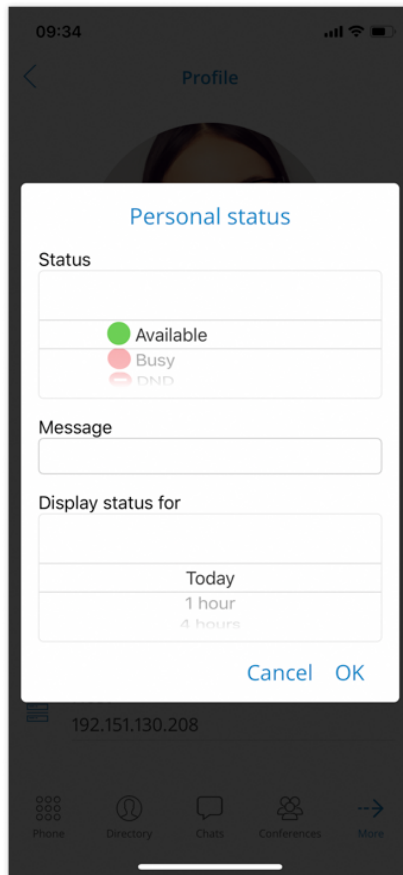 09:34
Profile
Personal status
Status
Available
Busy
DND
Message
Display status for
Today
1 hour
4 hours
Cancel OK
192.151.130.208
Phone Directory Chats Conferences More